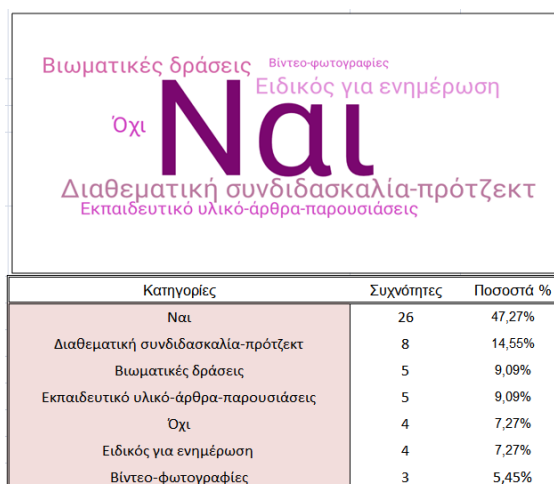 Βιωματικές δράσεις
Βίντεο-φωτογραφίες
Ειδικός για ενημέρωση
Όχι
Ναι
Διαθεματική συνδιδασκαλία-πρότζεκτ
Εκπαιδευτικό υλικό-άρθρα-παρουσιάσεις
Κατηγορίες Συχνότητες Ποσοστά %
Ναι 26 47,27%
Διαθεματική συνδιδασκαλία-πρότζεκτ 8 14,55%
Βιωματικές δράσεις 5 9,09%
Εκπαιδευτικό υλικό-άρθρα-παρουσιάσεις 5 9,09%
Όχι 4 7,27%
Ειδικός για ενημέρωση 4 7,27%
Βίντεο-φωτογραφίες 3 5,45%